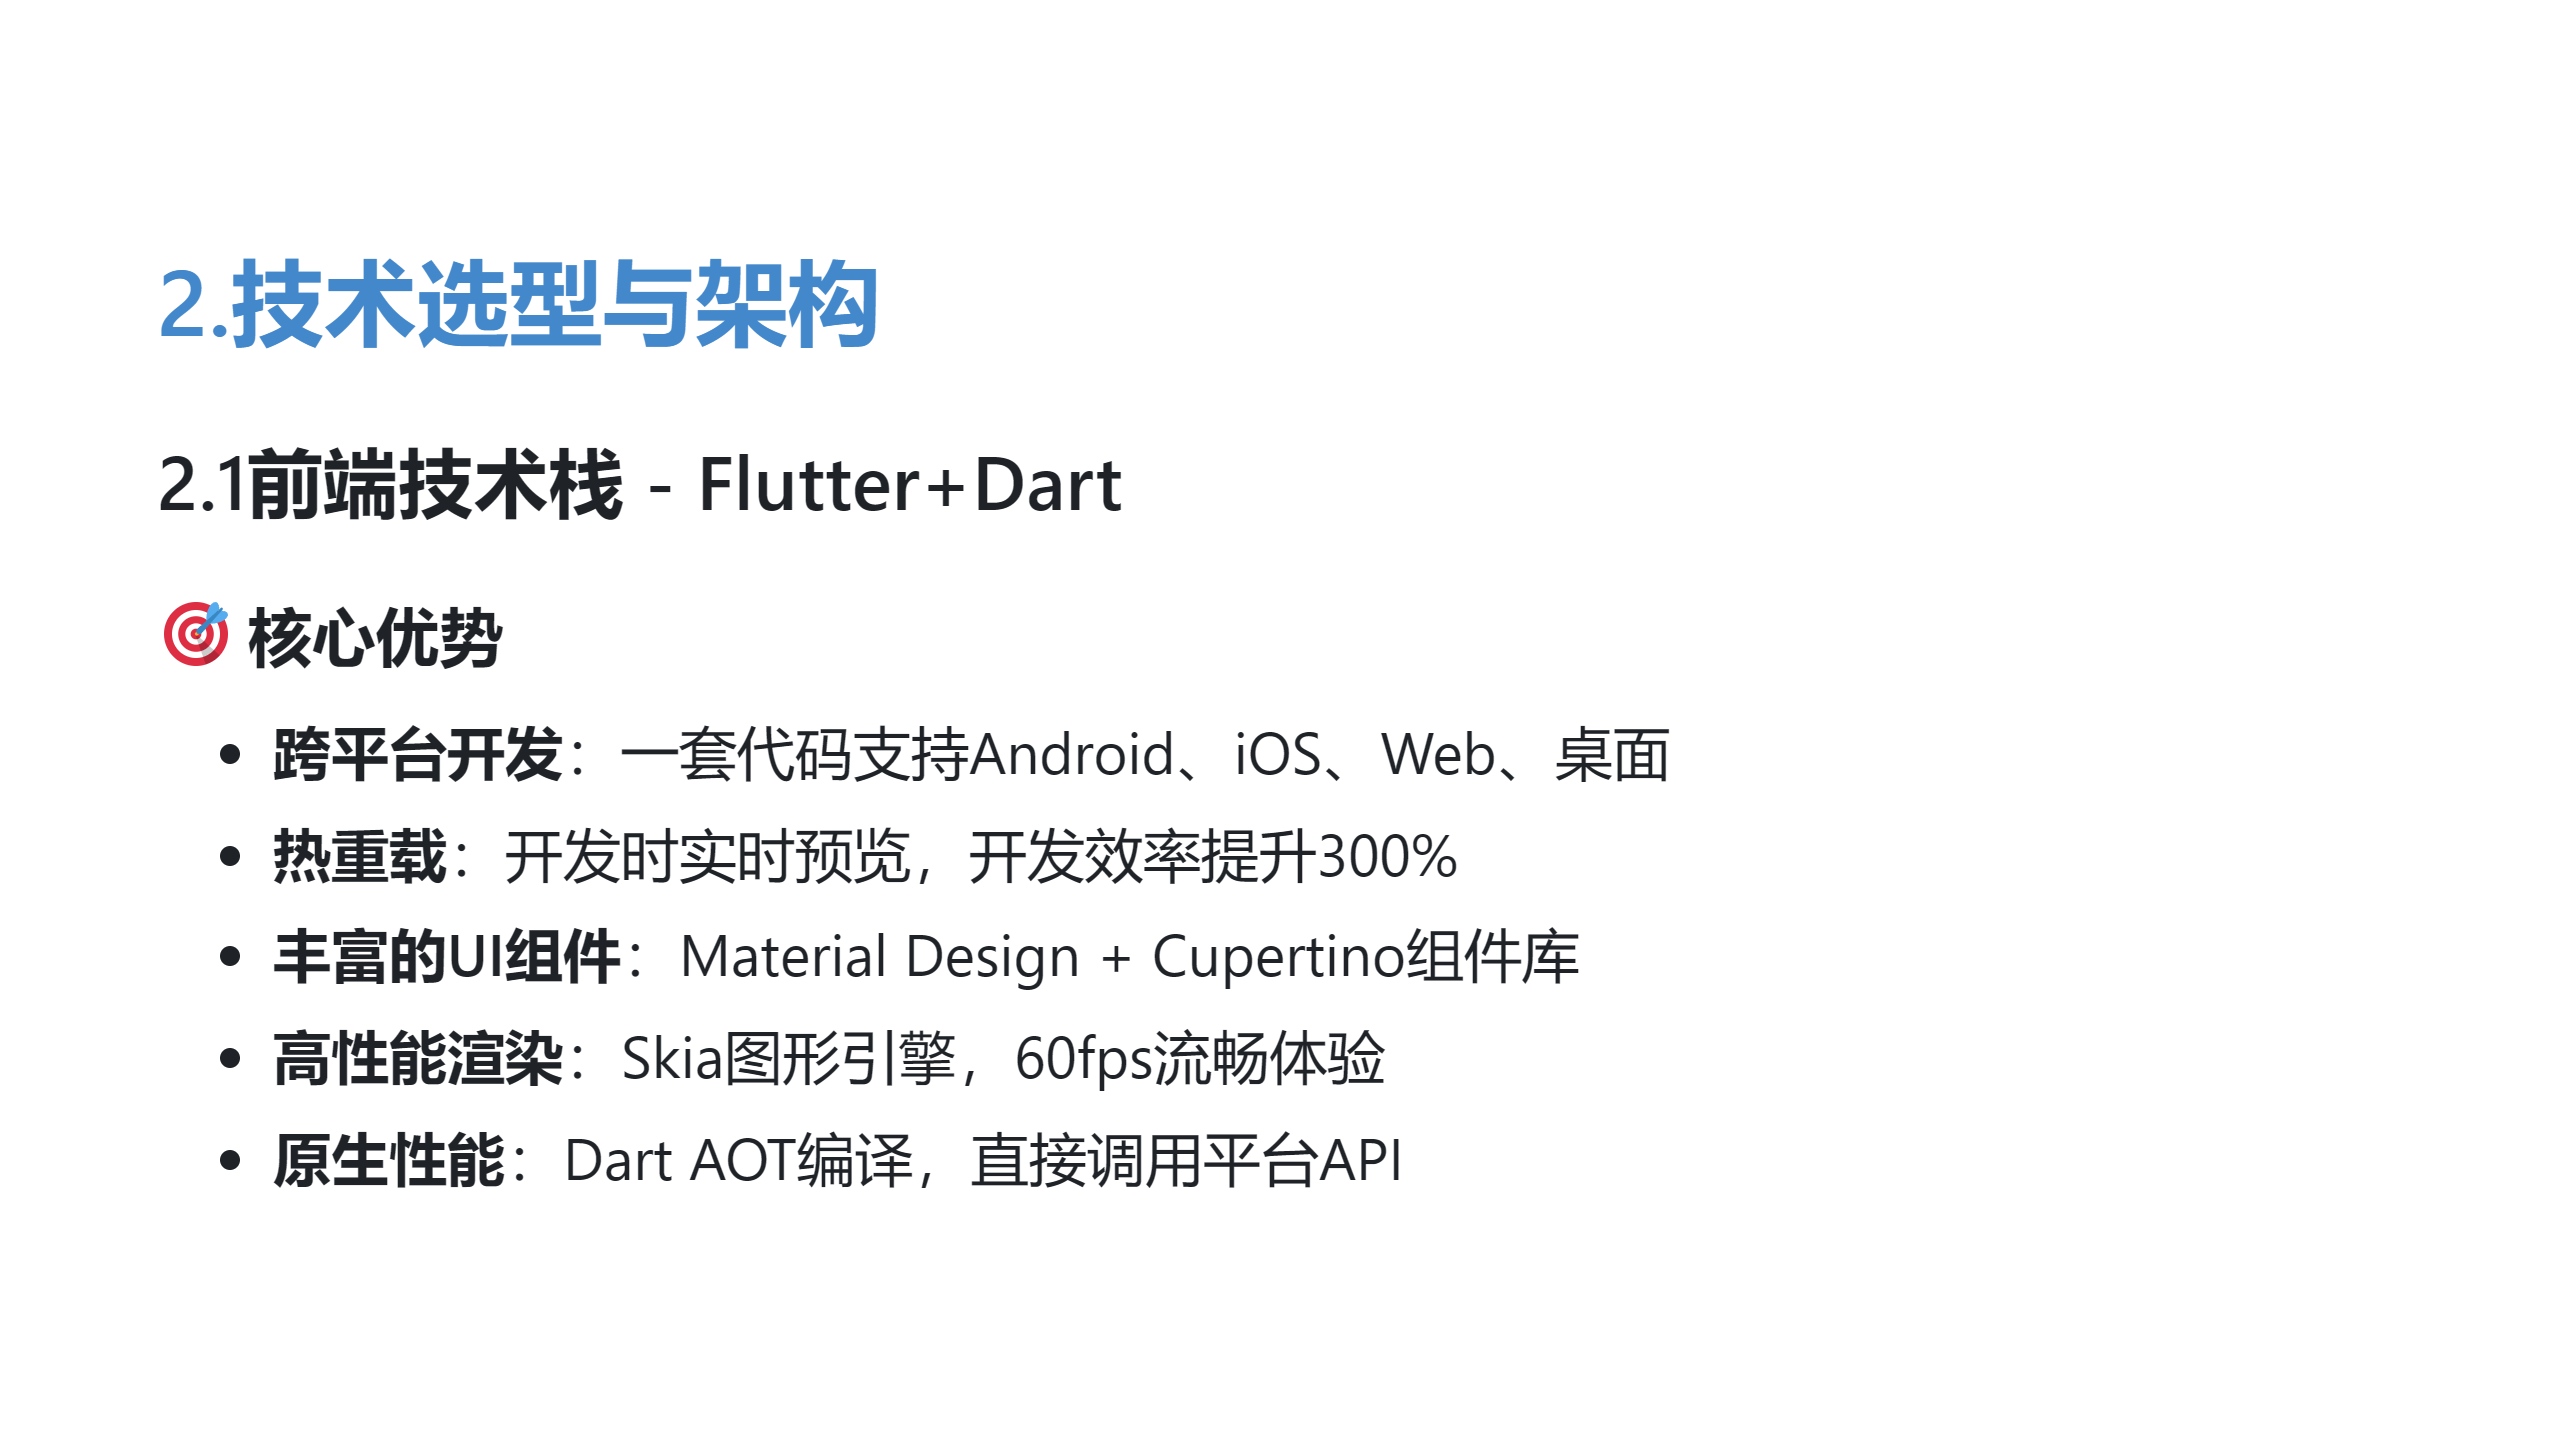 2.技术选型与架构
2.1前端技术栈 - Flutter+Dart
🎯 核心优势
• 跨平台开发：一套代码支持Android、iOS、Web、桌面
• 热重载：开发时实时预览，开发效率提升300%
• 丰富的UI组件：Material Design + Cupertino组件库
• 高性能渲染：Skia图形引擎，60fps流畅体验
• 原生性能：Dart AOT编译，直接调用平台API